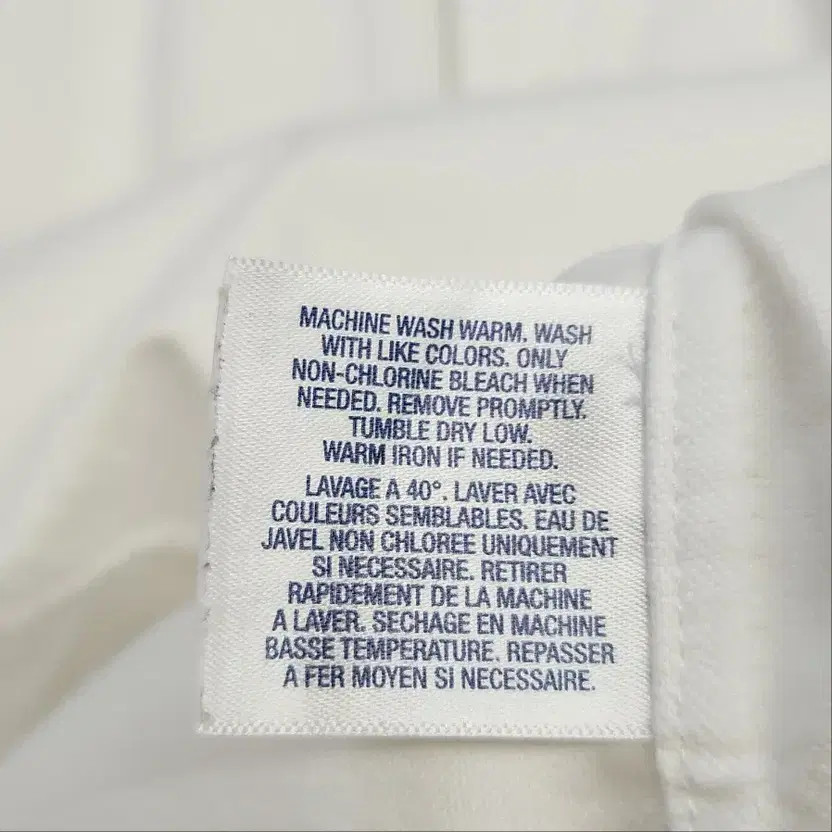 MACHINE WASH WARM. WASH
WITH LIKE COLORS. ONLY
NON-CHLORINE BLEACH WHEN
NEEDED. REMOVE PROMPTLY.
TUMBLE DRY LOW.
WARM IRON IF NEEDED.
LAVAGE A 40°. LAVER AVEC
COULEURS SEMBLABLES. EAU DE
JAVEL NON CHLOREE UNIQUEMENT
SI NECESSAIRE. RETIRER
RAPIDEMENT DE LA MACHINE
A LAVER. SECHAGE EN MACHINE
BASSE TEMPERATURE. REPASSER
A FER MOYEN SI NECESSAIRE.